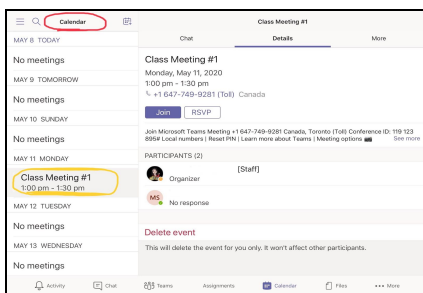 Calendar
Class Meeting #1
MAY 8 TODAY
No meetings
MAY 9 TOMORROW
No meetings
MAY 10 SUNDAY
No meetings
MAY 11 MONDAY
Class Meeting #1
1:00 pm - 1:30 pm
MAY 12 TUESDAY
No meetings
MAY 13 WEDNESDAY
No meetings
Chat Details More
Class Meeting #1
Monday, May 11, 2020
1:00 pm - 1:30 pm
+1 647-749-9281 (Toll) Canada
Join RSVP
Join Microsoft Teams Meeting +1 647-749-9281 Canada, Toronto (Toll) Conference ID: 119 123
895# Local numbers | Reset PIN | Learn more about Teams | Meeting options See more
PARTICIPANTS (2)
[Staff]
Organizer
MS
No response
Delete event
This will delete the event for you only. It won't affect other participants.
Activity Chat Teams Assignments Calendar Files More